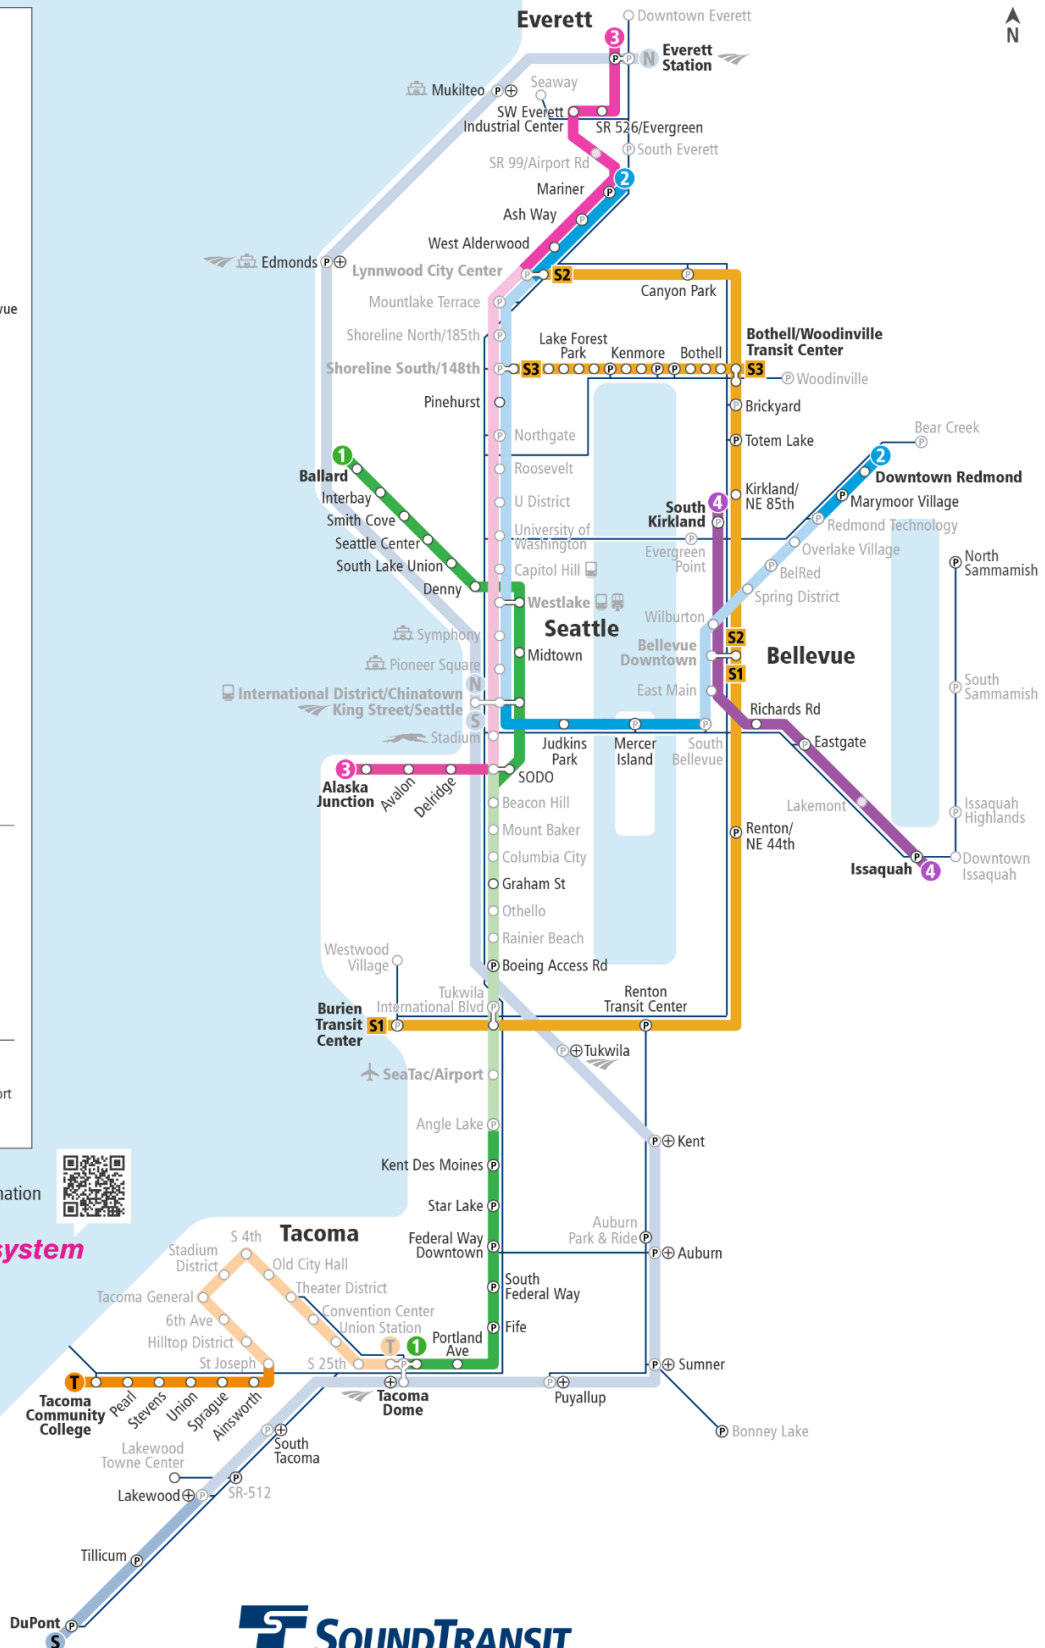 Everett
Downtown Everett
3
N
P P N
Everett
Station
Mukilteo
P
Seaway
SW Everett
Industrial Center
SR 526/Evergreen
P South Everett
SR 99/Airport Rd
2
Mariner
P
Ash Way
P
West Alderwood
Edmonds P
Lynnwood City Center
P S2
P
Canyon Park
Mountlake Terrace P
vue
Shoreline North/185th P
Bothell/Woodinville
Transit Center
Lake Forest
Park
Kenmore
Bothell
Shoreline South/148th P S3
P P P
S3
P Woodinville
Pinehurst
P Brickyard
Bear Creek
P
P Northgate
P Totem Lake
1
Ballard
2
Downtown Redmond
Roosevelt
Interbay
Kirkland/
NE 85th
P Marymoor Village
U District
4
South
Kirkland
P
Smith Cove
P Redmond Technology
University of
Washington
Seattle Center
P
Evergreen
Point
Overlake Village
P North
Sammamish
South Lake Union
Capitol Hill
P BelRed
Denny
Spring District
Westlake
Wilburton
Seattle
Symphony
S2
Bellevue
Downtown
Bellevue
Midtown
Pioneer Square
S1
N
East Main
P South
Sammamish
International District/Chinatown
King Street/Seattle
S
Richards Rd
Stadium
P P
Judkins
Park
Mercer
Island
South
Bellevue
P Eastgate
3
Alaska
Junction
Avalon
Delridge
SODO
Beacon Hill
Lakemont
P Issaquah
Highlands
Mount Baker
P Renton/
NE 44th
Columbia City
P
Issaquah
4
Downtown
Issaquah
Graham St
Othello
Rainier Beach
Westwood
Village
P Boeing Access Rd
Tukwila
International Blvd P
Renton
Transit Center
Burien
Transit
Center
S1 P
P
P Tukwila
SeaTac/Airport
ort
Angle Lake P
P Kent
Kent Des Moines P
nation
Star Lake P
Auburn
Park & Ride P
system
Tacoma
Federal Way
Downtown P
P Auburn
S 4th
Stadium
District
Old City Hall
South
Federal Way
P
Tacoma General
Theater District
6th Ave
Convention Center
P Fife
Union Station
Hilltop District
T 1
Portland
Ave
St Joseph
S 25th
P
P Sumner
T
Tacoma
Community
College
Pearl
Stevens
Union
Sprague
Ainsworth
Tacoma
Dome
P
Puyallup
P
South
Tacoma
P Bonney Lake
Lakewood
Towne Center
P
SR-512
Lakewood P
Tillicum P
DuPont P
S
SOUNDTRANSIT